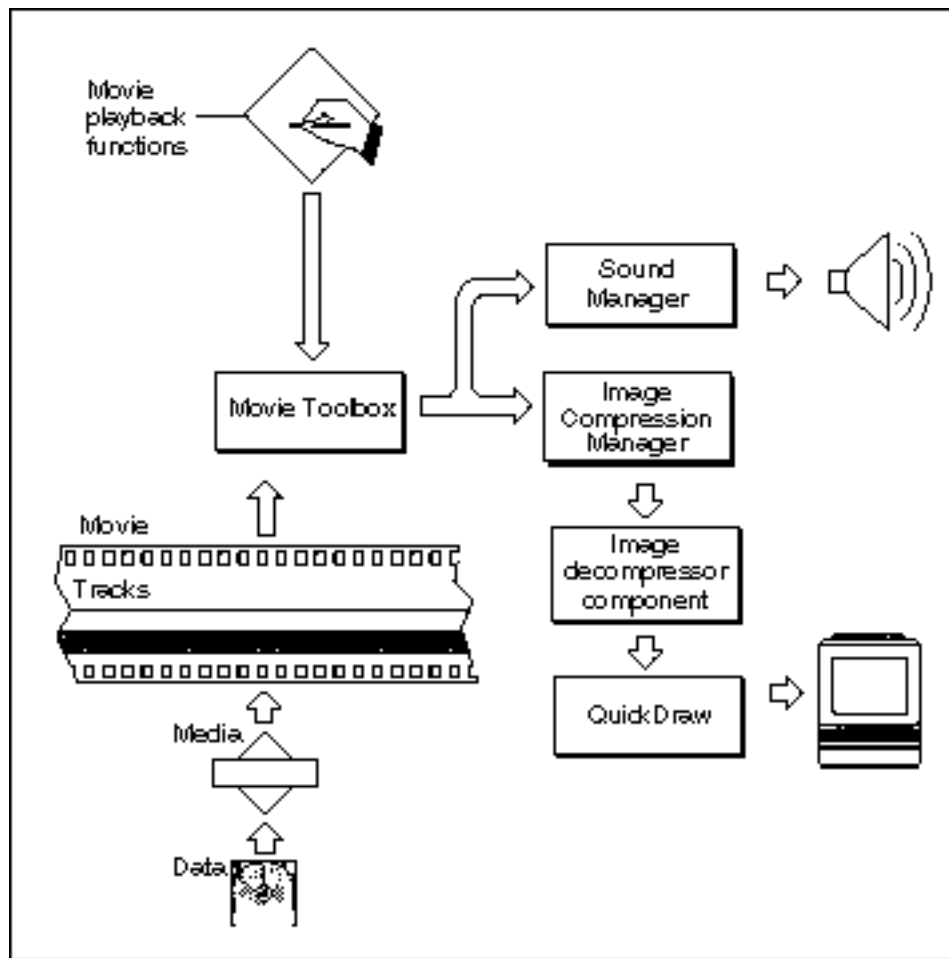 Movie
playback
functions
Sound
Manager
Movie Toolbox
Image
Compression
Manager
Movie
Tracks
Image
decompressor
component
Media
QuickDraw
Data